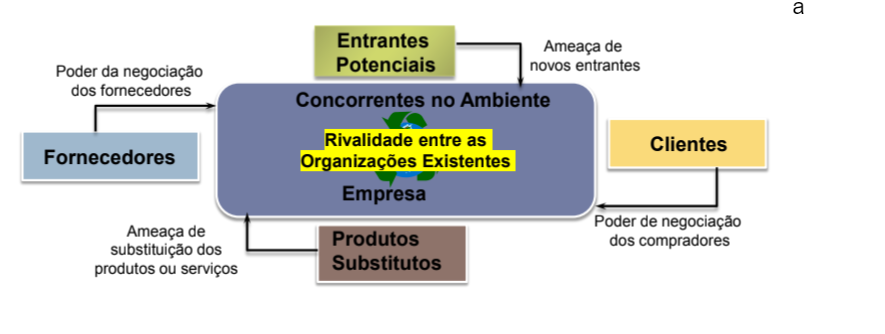 a
Entrantes
Potenciais
Ameaça de
novos entrantes
Poder da negociação
dos fornecedores
Concorrentes no Ambiente
Fornecedores
Rivalidade entre as
Organizações Existentes
Clientes
Empresa
Poder de negociação
dos compradores
Ameaça de
substituição dos
produtos ou serviços
Produtos
Substitutos